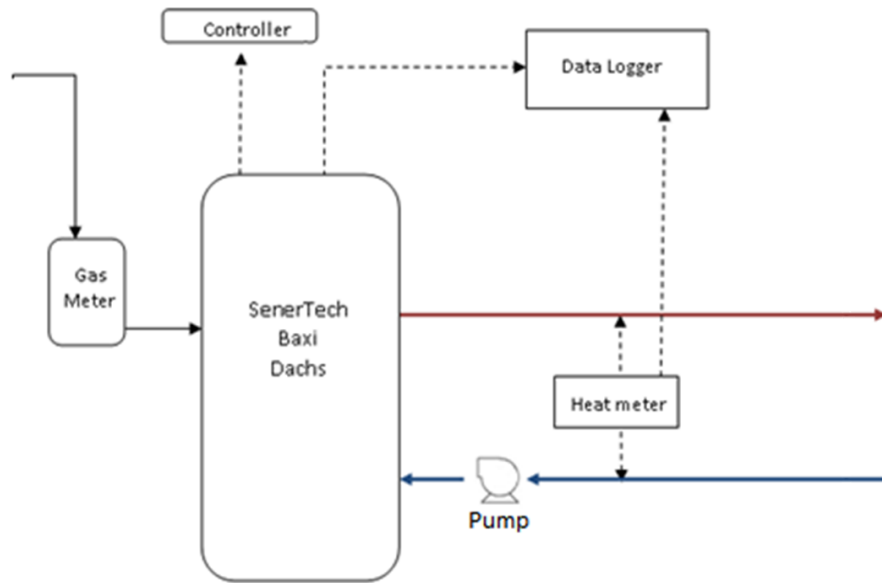 Controller
Data Logger
Gas
Meter
SenerTech
Baxi
Dachs
Heat meter
Pump